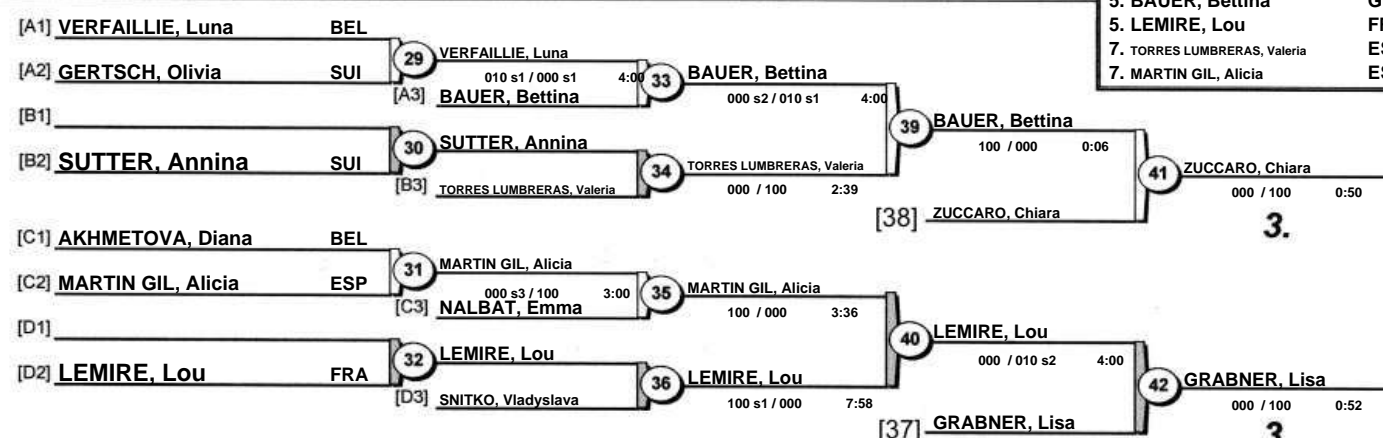 5. BAUER, Bettina G
5. LEMIRE, Lou F
7. TORRES LUMBRERAS, Valeria ES
7. MARTIN GIL, Alicia ES
[A1] VERFAILLIE, Luna BEL
29 VERFAILLIE, Luna
[A2] GERTSCH, Olivia SUI
010 s1 / 000 s1 4:00
33 BAUER, Bettina
[A3] BAUER, Bettina
000 s2 / 010 s1 4:00
[B1]
39 BAUER, Bettina
30 SUTTER, Annina
100 / 000 0:06
[B2] SUTTER, Annina SUI
34 TORRES LUMBRERAS, Valeria
41 ZUCCARO, Chiara
[B3] TORRES LUMBRERAS, Valeria
000 / 100 2:39
000 / 100 0:50
[38] ZUCCARO, Chiara
3.
[C1] AKHMETOVA, Diana BEL
31 MARTIN GIL, Alicia
[C2] MARTIN GIL, Alicia ESP
000 s3 / 100 3:00
35 MARTIN GIL, Alicia
[C3] NALBAT, Emma
100 / 000 3:36
[D1]
40 LEMIRE, Lou
32 LEMIRE, Lou
000 / 010 s2 4:00
[D2] LEMIRE, Lou FRA
36 LEMIRE, Lou
42 GRABNER, Lisa
[D3] SNITKO, Vladyslava
100 s1 / 000 7:58
000 / 100 0:52
[37] GRABNER, Lisa
3